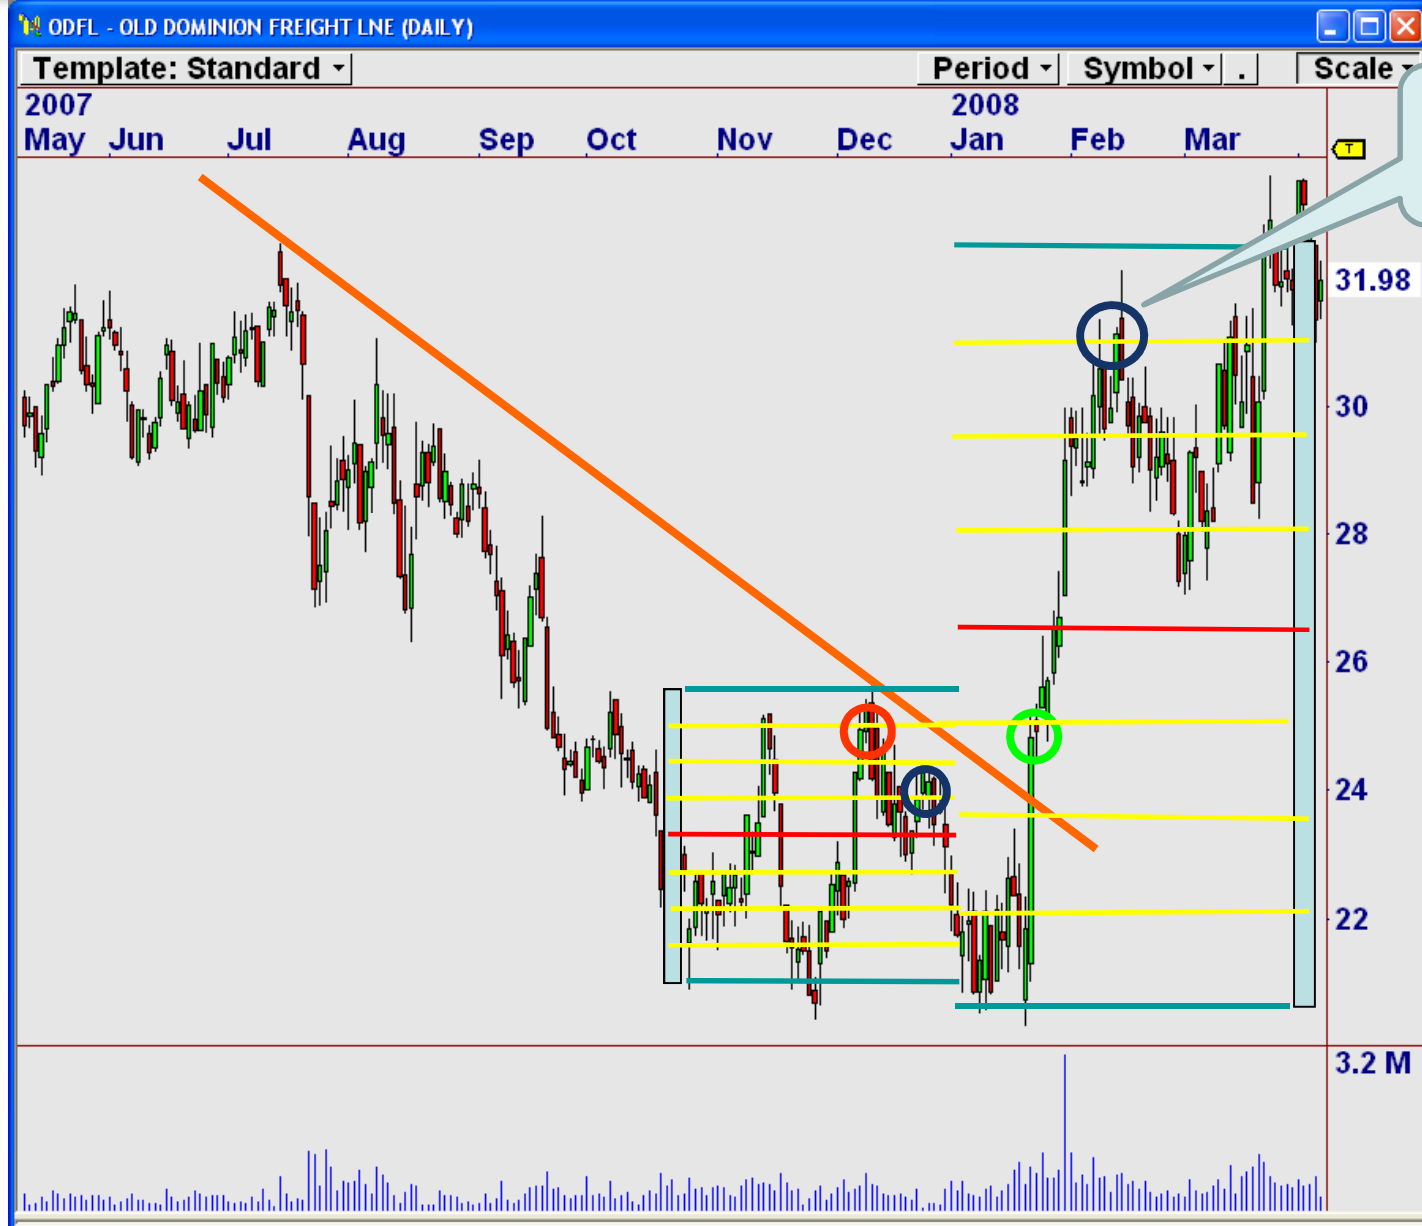 ODFL - OLD DOMINION FREIGHT LNE (DAILY)
Template: Standard
Period
Symbol
.
Scale
2007
2008
May Jun Jul Aug Sep Oct Nov Dec Jan Feb Mar
T
31.98
30
28
26
24
22
3.2 M